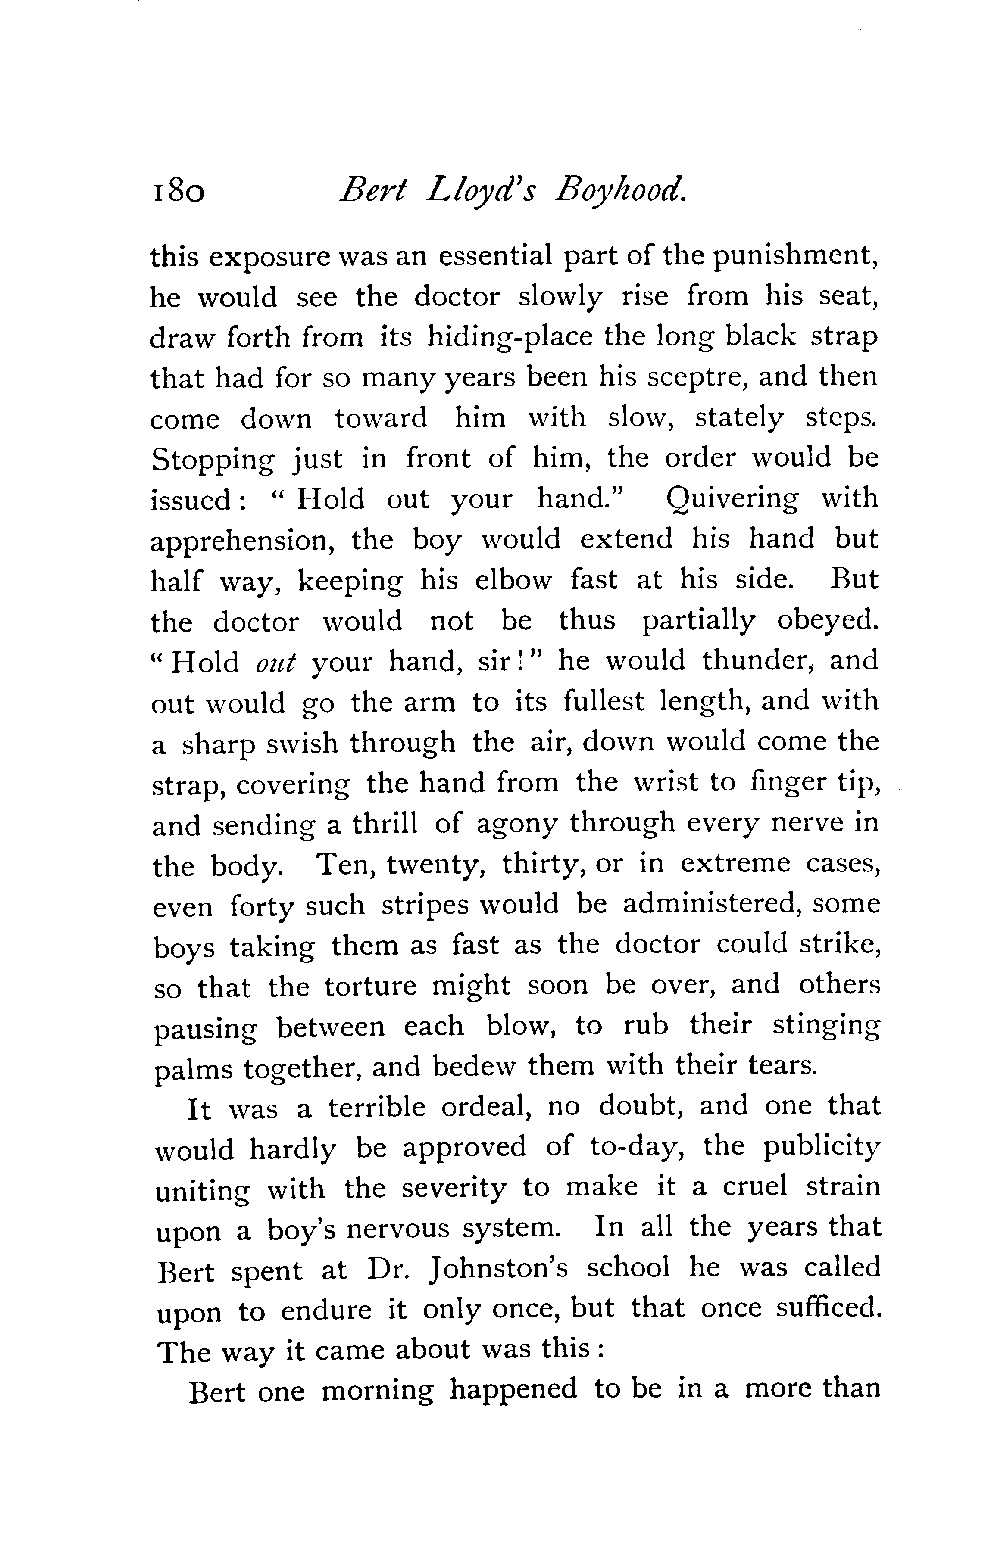 180 Bert Lloyd's Boyhood.
this exposure was an essential part of the punishment,
he would see the doctor slowly rise from his seat,
draw forth from its hiding-place the long black strap
that had for so many years been his sceptre, and then
come down toward him with slow, stately steps.
Stopping just in front of him, the order would be
issued: "Hold out your hand." Quivering with
apprehension, the boy would extend his hand but
half way, keeping his elbow fast at his side. But
the doctor would not be thus partially obeyed.
"Hold out your hand, sir!" he would thunder, and
out would go the arm to its fullest length, and with
a sharp swish through the air, down would come the
strap, covering the hand from the wrist to finger tip,
and sending a thrill of agony through every nerve in
the body. Ten, twenty, thirty, or in extreme cases,
even forty such stripes would be administered, some
boys taking them as fast as the doctor could strike,
so that the torture might soon be over, and others
pausing between each blow, to rub their stinging
palms together, and bedew them with their tears.
It was a terrible ordeal, no doubt, and one that
would hardly be approved of to-day, the publicity
uniting with the severity to make it a cruel strain
upon a boy's nervous system. In all the years that
Bert spent at Dr. Johnston's school he was called
upon to endure it only once, but that once sufficed.
The way it came about was this:
Bert one morning happened to be in a more than